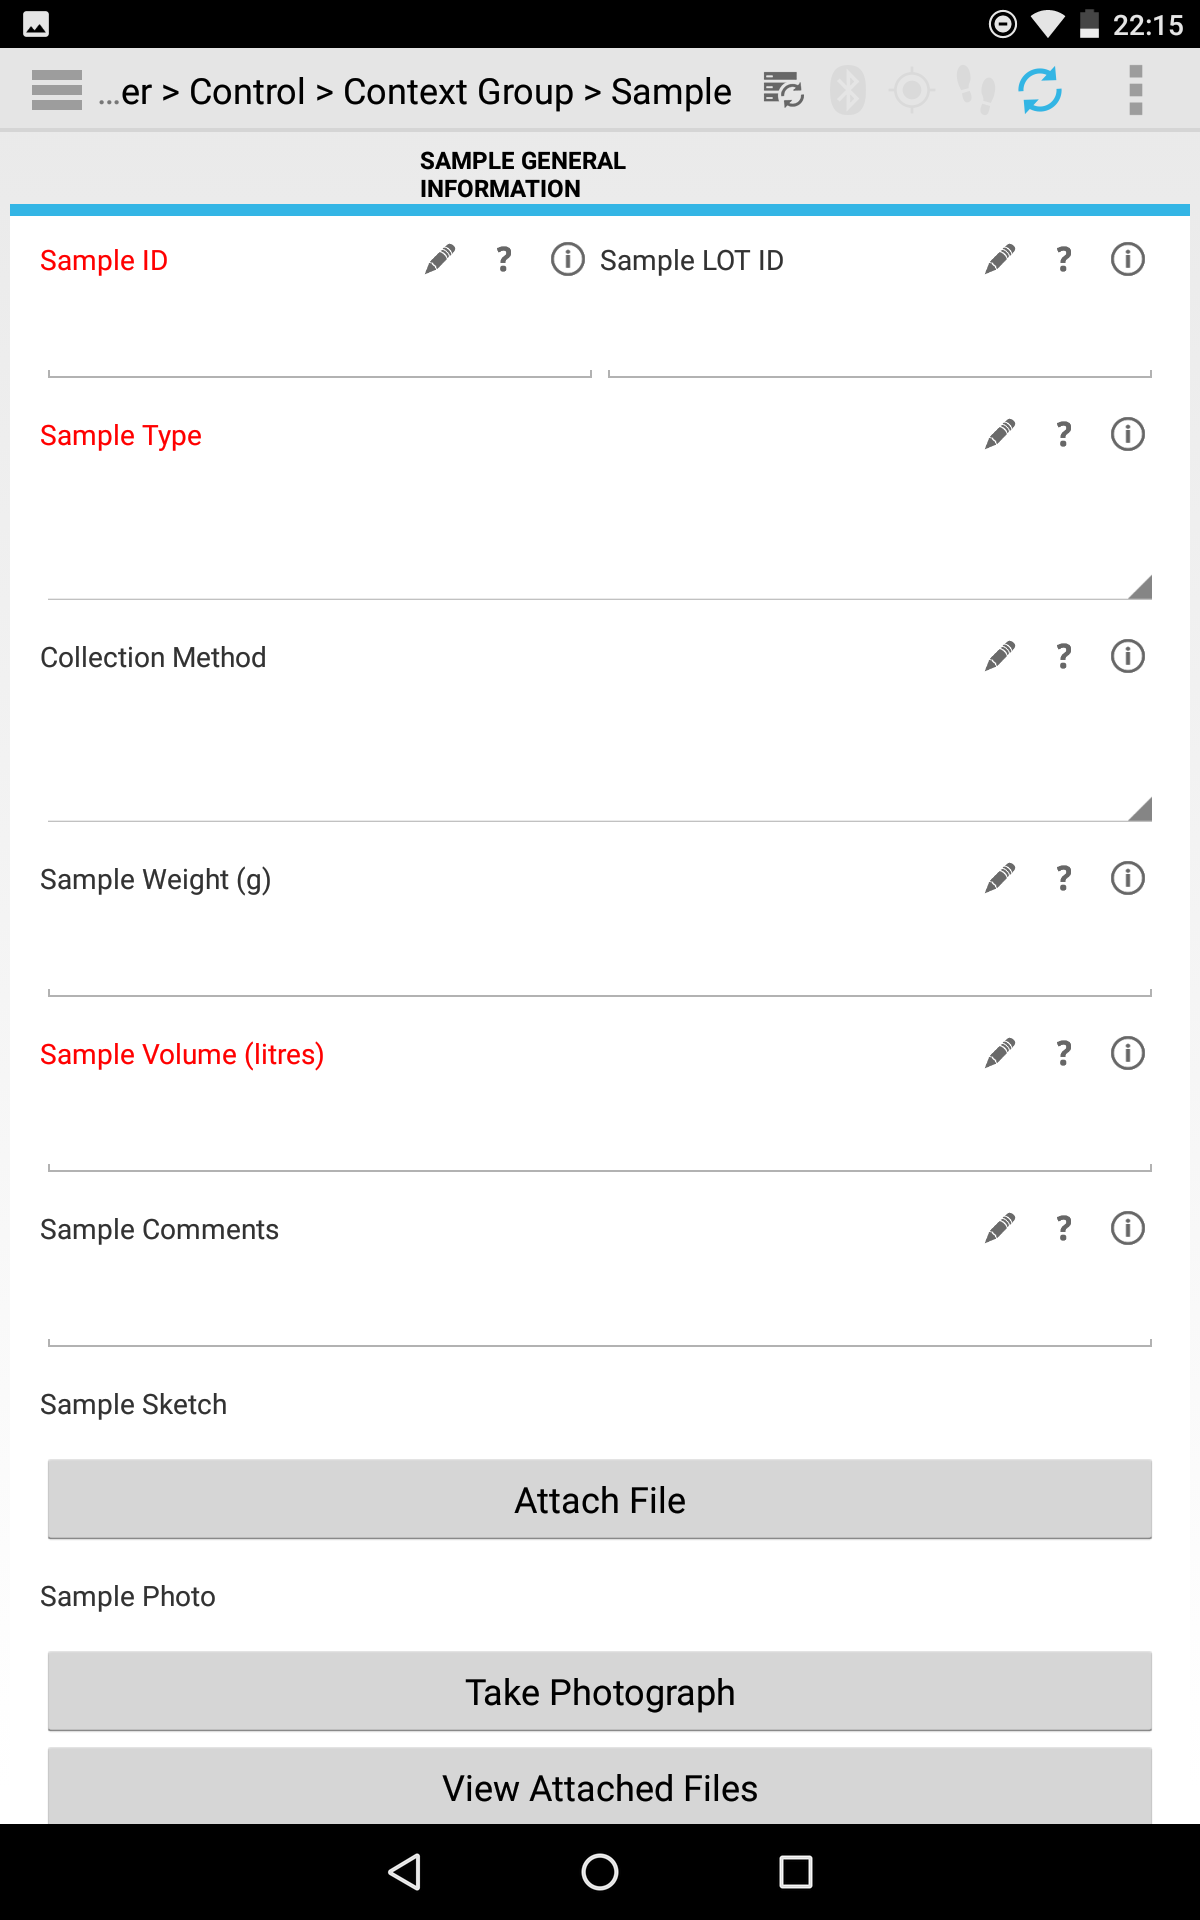 22:15
...er > Control > Context Group > Sample
SAMPLE GENERAL
INFORMATION
Sample ID ? i Sample LOT ID ? i
Sample Type ? i
Collection Method ? i
Sample Weight (g) ? i
Sample Volume (litres) ? i
Sample Comments ? i
Sample Sketch
Attach File
Sample Photo
Take Photograph
View Attached Files